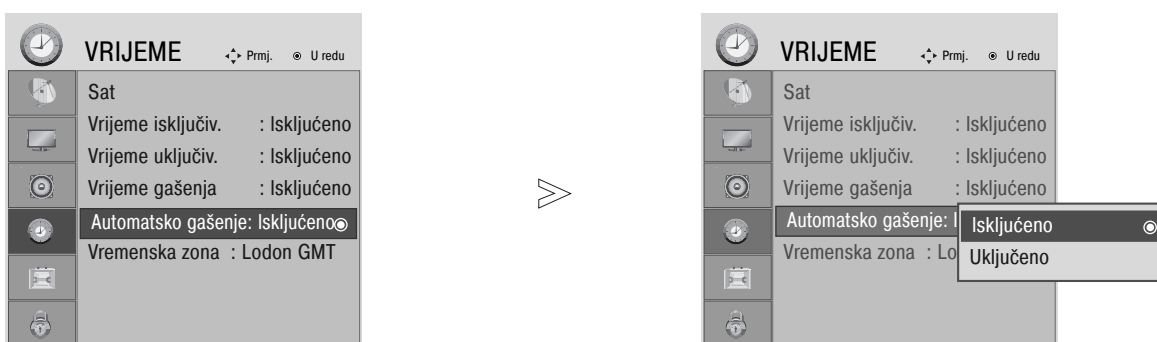 VRIJEME Prmj. U redu
Sat
Vrijeme isključiv. : Isključeno
Vrijeme uključiv. : Isključeno
Vrijeme gašenja : Isključeno
Automatsko gašenje: Isključeno
Vremenska zona : Lodon GMT
VRIJEME Prmj. U redu
Sat
Vrijeme isključiv. : Isključeno
Vrijeme uključiv. : Isključeno
Vrijeme gašenja : Isključeno
Automatsko gašenje: I
Vremenska zona : Lo
Isključeno
Uključeno